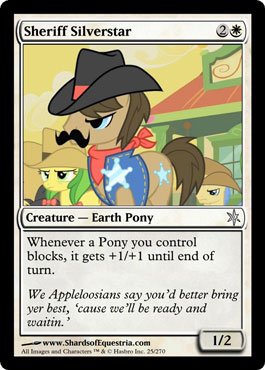 Sheriff Silverstar 2
Creature — Earth Pony
Whenever a Pony you control
blocks, it gets +1/+1 until end of
turn.
We Appleloosians say you’d better bring
yer best, ‘cause we’ll be ready and
waitin.’
www.ShardsofEquestria.com
1/2
All Images and Characters ™ & © Hasbro Inc. 25/270